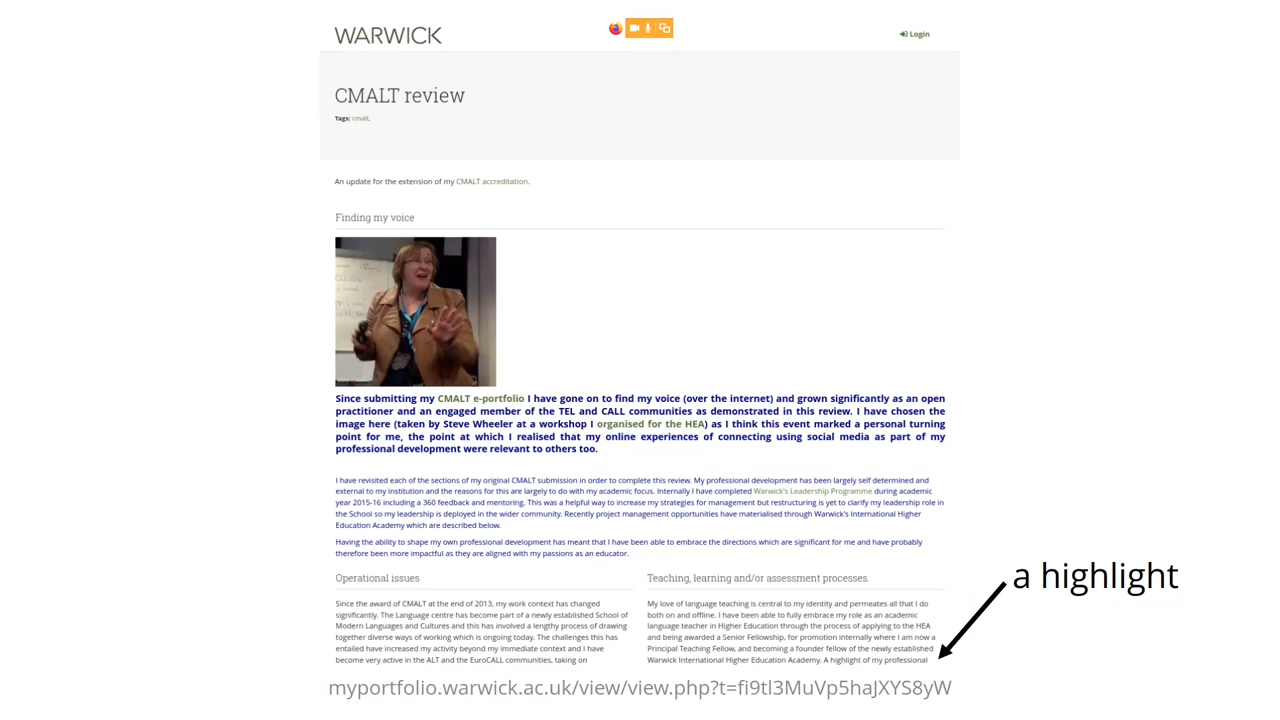 WARWICK
Login
CMALT review
Tags: cmalt.
An update for the extension of my CMALT accreditation.
Finding my voice
Since submitting my CMALT e-portfolio I have gone on to find my voice (over the internet) and grown significantly as an open
practitioner and an engaged member of the TEL and CALL communities as demonstrated in this review. I have chosen the
image here (taken by Steve Wheeler at a workshop I organised for the HEA) as I think this event marked a personal turning
point for me, the point at which I realised that my online experiences of connecting using social media as part of my
professional development were relevant to others too.
I have revisited each of the sections of my original CMALT submission in order to complete this review. My professional development has been largely self determined and
external to my institution and the reasons for this are largely to do with my academic focus. Internally I have completed Warwick's Leadership Programme during academic
year 2015-16 including a 360 feedback and mentoring. This was a helpful way to increase my strategies for management but restructuring is yet to clarify my leadership role in
the School so my leadership is deployed in the wider community. Recently project management opportunities have materialised through Warwick's International Higher
Education Academy which are described below.
Having the ability to shape my own professional development has meant that I have been able to embrace the directions which are significant for me and have probably
therefore been more impactful as they are aligned with my passions as an educator.
Operational issues
Since the award of CMALT at the end of 2013, my work context has changed
significantly. The Language centre has become part of a newly established School of
Modern Languages and Cultures and this has involved a lengthy process of drawing
together diverse ways of working which is ongoing today. The challenges this has
entailed have increased my activity beyond my immediate context and I have
become very active in the ALT and the EuroCALL communities, taking on
Teaching, learning and/or assessment processes.
My love of language teaching is central to my identity and permeates all that I do
both on and offline. I have been able to fully embrace my role as an academic
language teacher in Higher Education through the process of applying to the HEA
and being awarded a Senior Fellowship, for promotion internally where I am now a
Principal Teaching Fellow, and becoming a founder fellow of the newly established
Warwick International Higher Education Academy. A highlight of my professional
a highlight
myportfolio.warwick.ac.uk/view/view.php?t=fi9tl3MuVp5haJXYS8yW